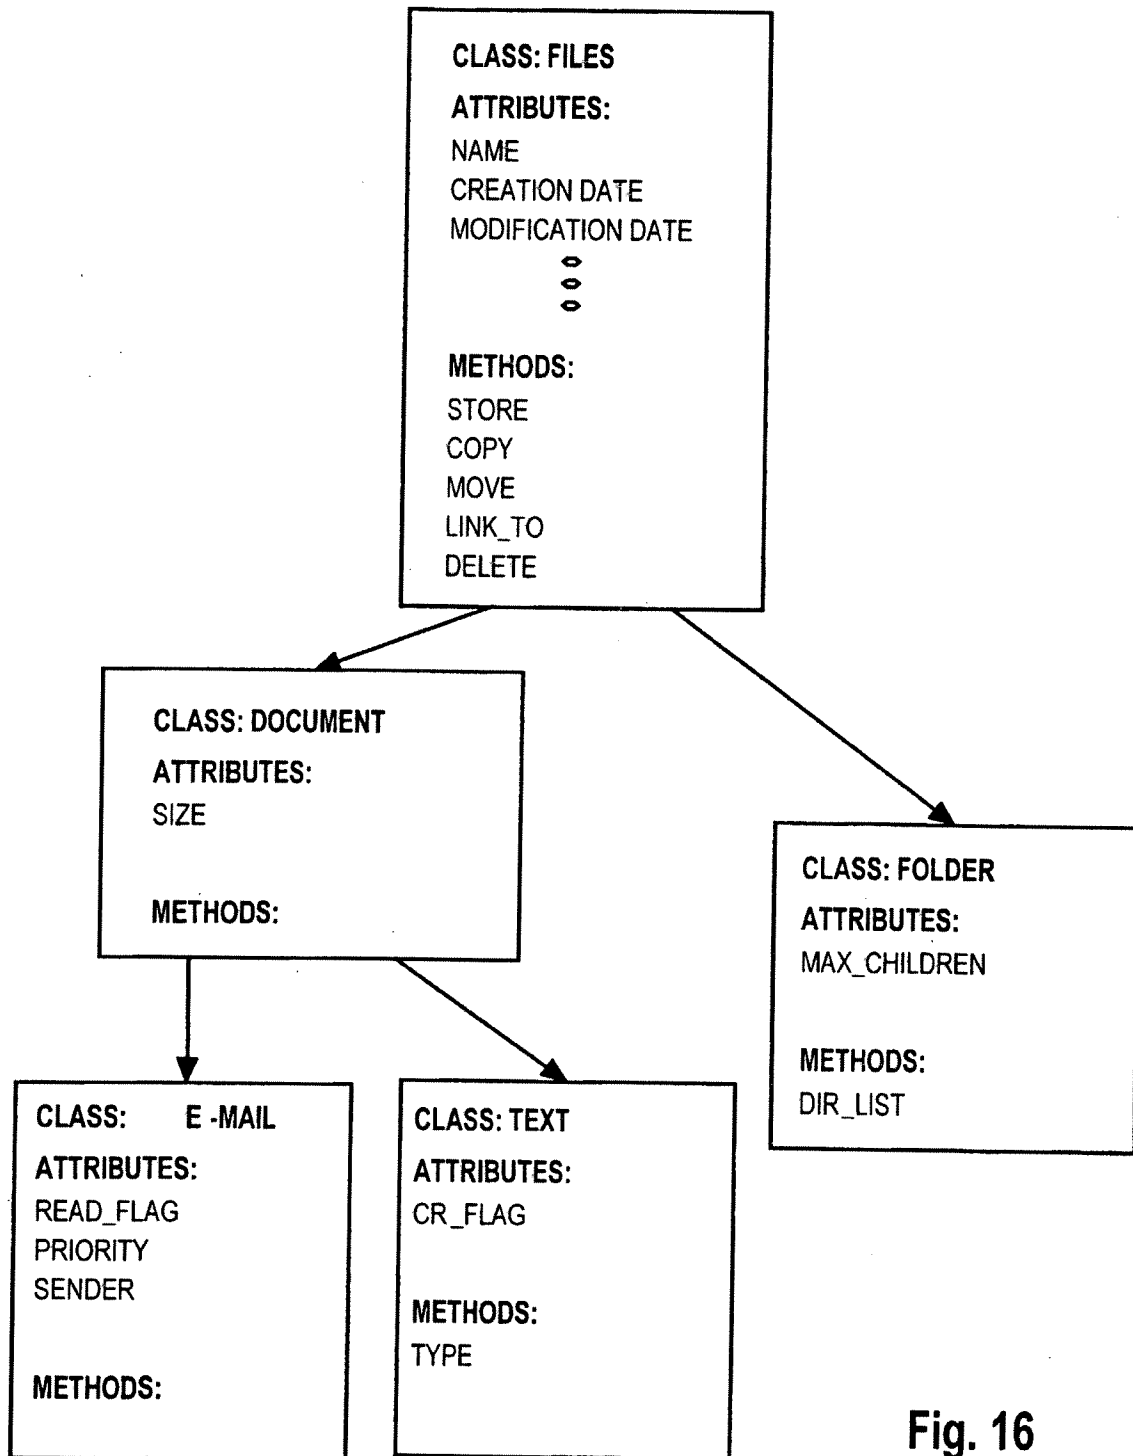 CLASS: FILES
ATTRIBUTES:
NAME
CREATION DATE
MODIFICATION DATE
METHODS:
STORE
COPY
MOVE
LINK_TO
DELETE
CLASS: DOCUMENT
ATTRIBUTES:
SIZE
METHODS:
CLASS: FOLDER
ATTRIBUTES:
MAX_CHILDREN
METHODS:
DIR_LIST
CLASS: E -MAIL
ATTRIBUTES:
READ_FLAG
PRIORITY
SENDER
METHODS:
CLASS: TEXT
ATTRIBUTES:
CR_FLAG
METHODS:
TYPE
Fig. 16